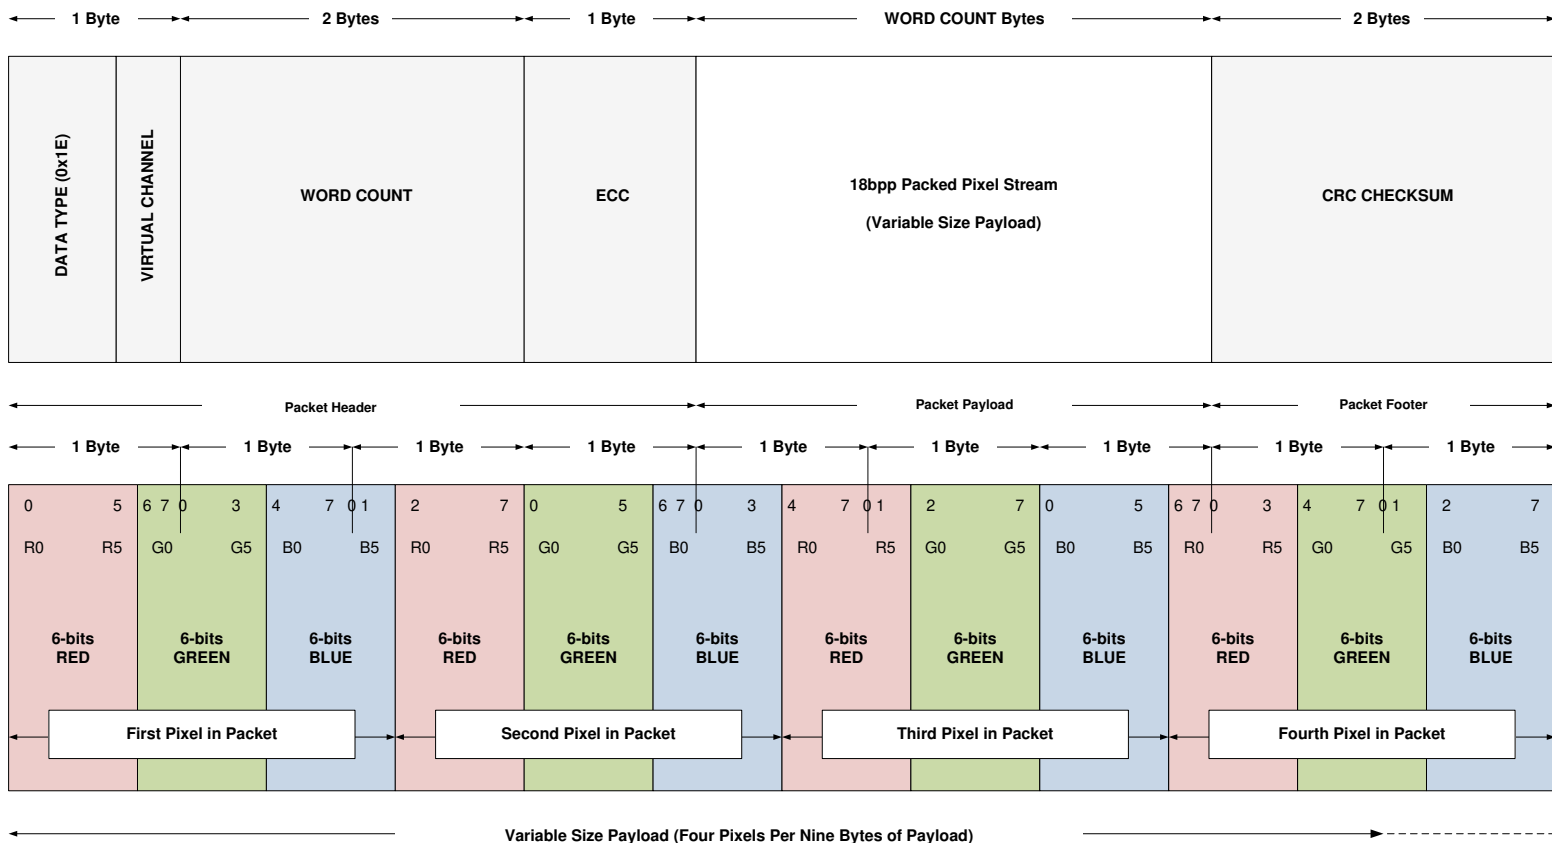 1 Byte 2 Bytes 1 Byte WORD COUNT Bytes 2 Bytes
DATA TYPE (0x1E)
VIRTUAL CHANNEL
WORD COUNT
ECC
18bpp Packed Pixel Stream
(Variable Size Payload)
CRC CHECKSUM
Packet Header Packet Payload Packet Footer
1 Byte 1 Byte 1 Byte 1 Byte 1 Byte 1 Byte 1 Byte 1 Byte 1 Byte
0 5 6 7 0 3 4 7 0 1 2 7 0 5 6 7 0 3 4 7 0 1 2 7 0 5 6 7 0 3 4 7 0 1 2 7
R0 R5 G0 G5 B0 B5 R0 R5 G0 G5 B0 B5 R0 R5 G0 G5 B0 B5 R0 R5 G0 G5 B0 B5
6-bits 6-bits 6-bits 6-bits 6-bits 6-bits 6-bits 6-bits 6-bits 6-bits 6-bits 6-bits
RED GREEN BLUE RED GREEN BLUE RED GREEN BLUE RED GREEN BLUE
First Pixel in Packet Second Pixel in Packet Third Pixel in Packet Fourth Pixel in Packet
Variable Size Payload (Four Pixels Per Nine Bytes of Payload)